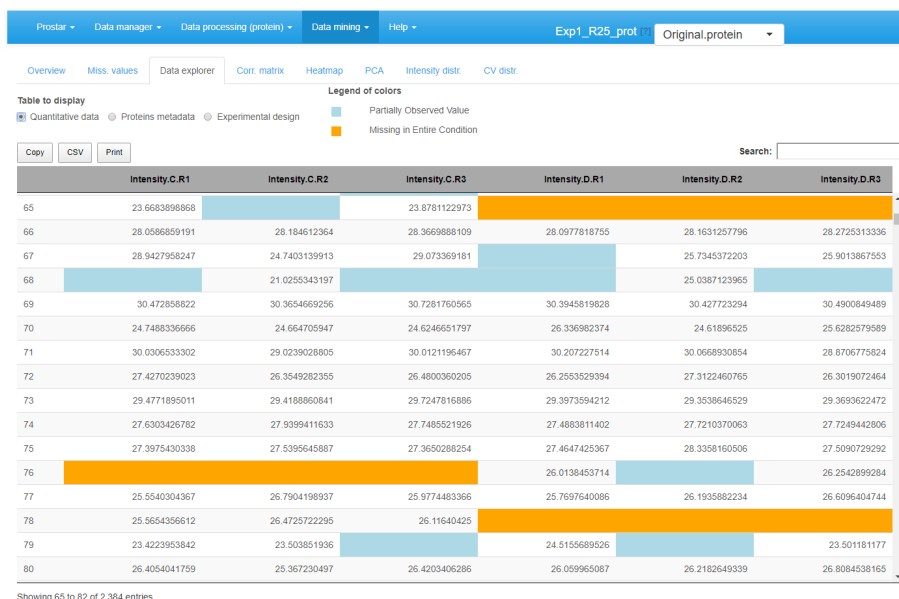 Prostar Data manager Data processing (protein) Data mining Help Exp1_R25_prot [?] Original.protein
Overview Miss. values Data explorer Corr. matrix Heatmap PCA Intensity distr. CV distr.
Legend of colors
Table to display
Partially Observed Value
Quantitative data Proteins metadata Experimental design
Missing in Entire Condition
Copy CSV Print Search:
Intensity.C.R1 Intensity.C.R2 Intensity.C.R3 Intensity.D.R1 Intensity.D.R2 Intensity.D.R3
65 23.6683898868 23.8781122973
66 28.0586859191 28.184612364 28.3669888109 28.0977818755 28.1631257796 28.2725313336
67 28.9427958247 24.7403139913 29.073369181 25.7345372203 25.9013867553
68 21.0255343197 25.0387123965
69 30.472858822 30.3654669256 30.7281760565 30.3945819828 30.427723294 30.4900849489
70 24.7488336666 24.664705947 24.6246651797 26.336982374 24.61896525 25.6282579589
71 30.0306533302 29.0239028805 30.0121196467 30.207227514 30.0668930854 28.8706775824
72 27.4270239023 26.3549282355 26.4800360205 26.2553529394 27.3122460765 26.3019072464
73 29.4771895011 29.4188860841 29.7247816886 29.3973594212 29.3538646529 29.3693622472
74 27.6303426782 27.9399411633 27.7485521926 27.4883811402 27.7210370063 27.7249442806
75 27.3975430338 27.5395645887 27.3650288254 27.4647425367 28.3358160506 27.5090729292
76 26.0138453714 26.2542899284
77 25.5540304367 26.7904198937 25.9774483366 25.7697640086 26.1935882234 26.6096404744
78 25.5654356612 26.4725722295 26.11640425
79 23.4223953842 23.503851936 24.5155689526 23.501181177
80 26.4054041759 25.367230497 26.4203406286 26.059965087 26.2182649339 26.8084538165
Showing 65 to 82 of 2,384 entries